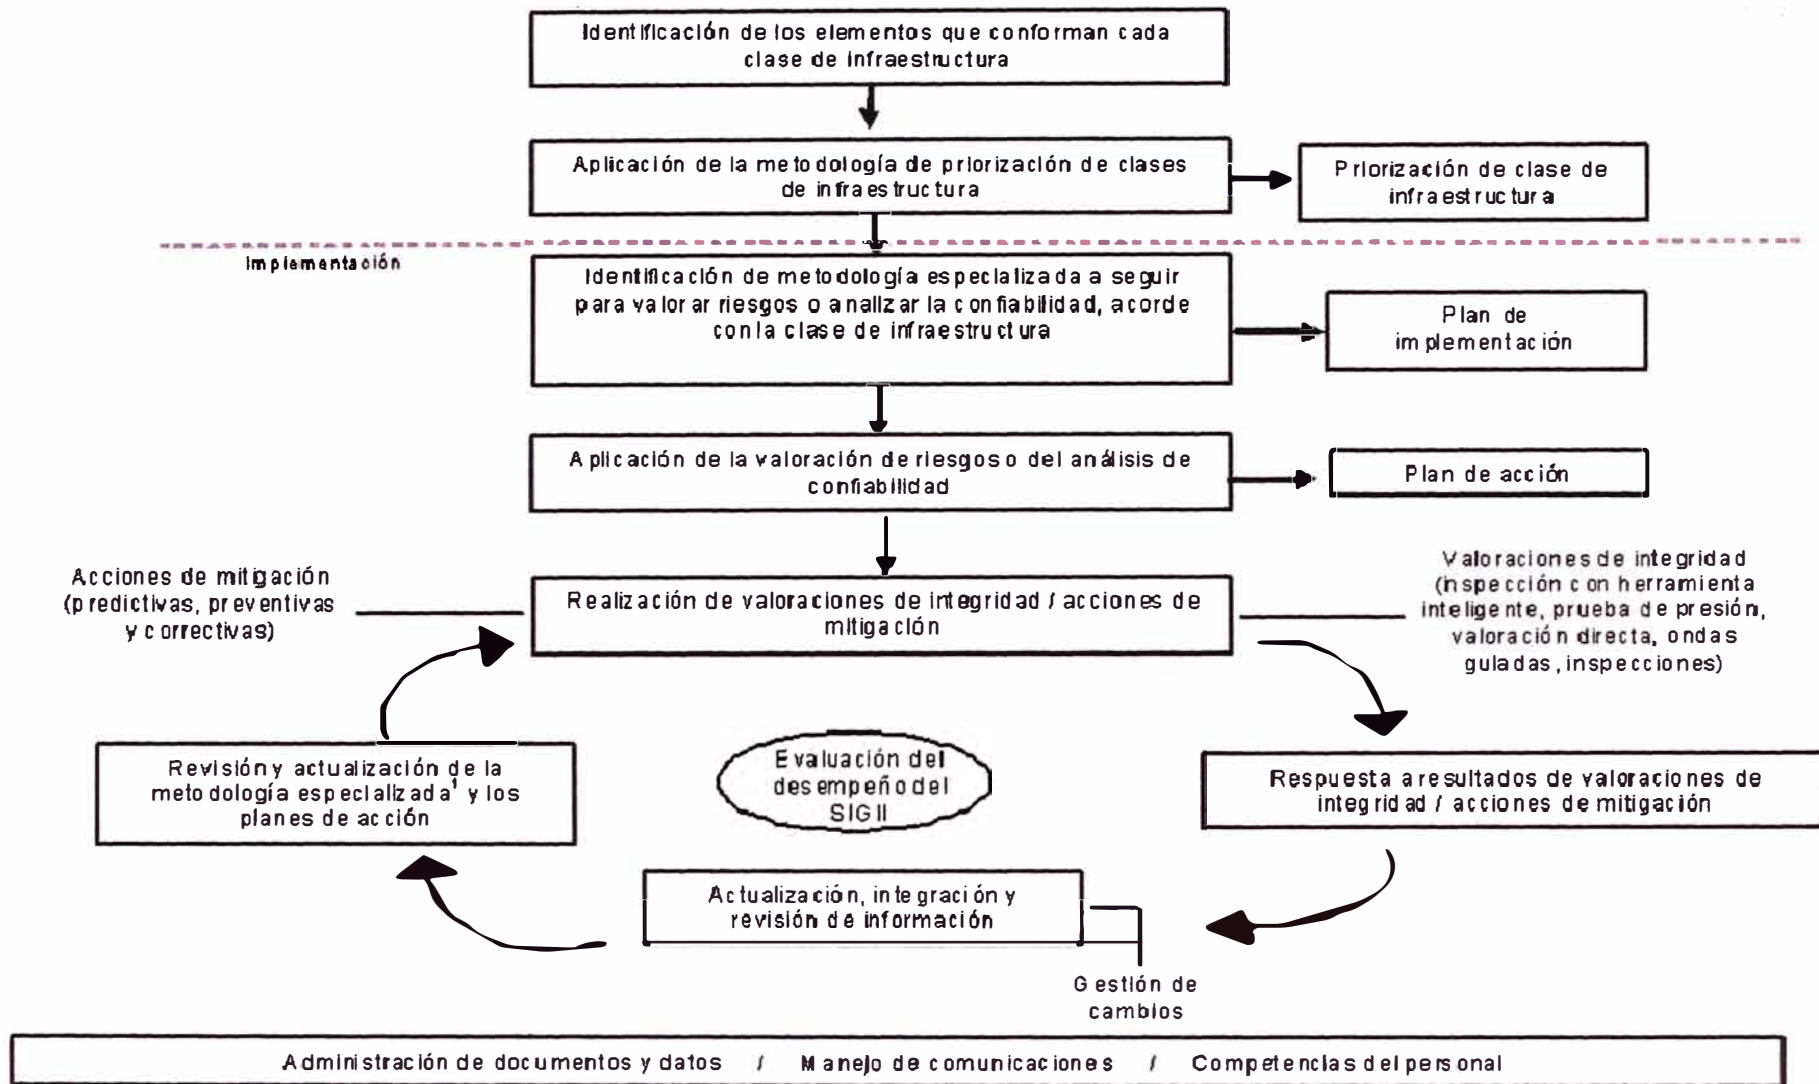 Identificación de los elementos que conforman cada
clase de infraestructura
Aplicación de la metodología de priorización de clases
de infraestructura
Priorización de clase de
infraestructura
Implementación
Identificación de metodología especializada a seguir
para valorar riesgos o analizar la confiabilidad, acorde
con la clase de infraestructura
Plan de
implementación
Aplicación de la valoración de riesgos o del análisis de
confiabilidad
Plan de acción
Acciones de mitigación
(predictivas, preventivas
y correctivas)
Realización de valoraciones de integridad / acciones de
mitigación
Valoraciones de integridad
(inspección con herramienta
inteligente, prueba de presión,
valoración directa, ondas
guiadas, inspecciones)
Revisión y actualización de la
metodología especializada¹ y los
planes de acción
Evaluación del
desempeño del
SIGII
Respuesta a resultados de valoraciones de
integridad / acciones de mitigación
Actualización, integración y
revisión de información
Gestión de
cambios
Administración de documentos y datos / Manejo de comunicaciones / Competencias del personal